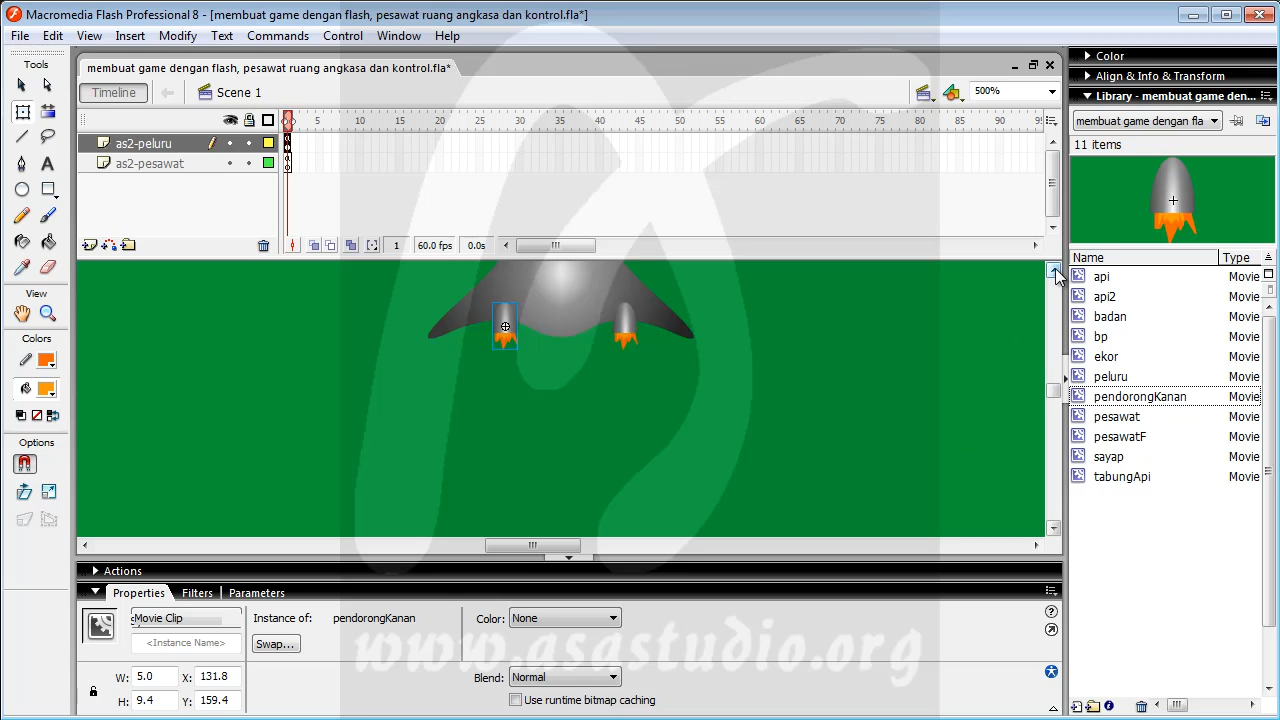 Macromedia Flash Professional 8 - [membuat game dengan flash, pesawat ruang angkasa dan kontrol.fla*]
File Edit View Insert Modify Text Commands Control Window Help
Tools
View
Colors
Options
membuat game dengan flash, pesawat ruang angkasa dan kontrol.fla*
Timeline Scene 1 500%
1 5 10 15 20 25 30 35 40 45 50 55 60 65 70 75 80 85 90 95
as2-peluru
as2-pesawat
1 60.0 fps 0.0s
Color
Align & Info & Transform
Library - membuat game den...
membuat game dengan fla
11 items
Name Type
api Movie
api2 Movie
badan Movie
bp Movie
ekor Movie
peluru Movie
pendorongKanan Movie
pesawat Movie
pesawatF Movie
sayap Movie
tabungApi Movie
Actions
Properties Filters Parameters
Movie Clip Instance of: pendorongKanan Color: None
<Instance Name> Swap...
W: 5.0 X: 131.8 Blend: Normal
H: 9.4 Y: 159.4 Use runtime bitmap caching
www.asastudio.org